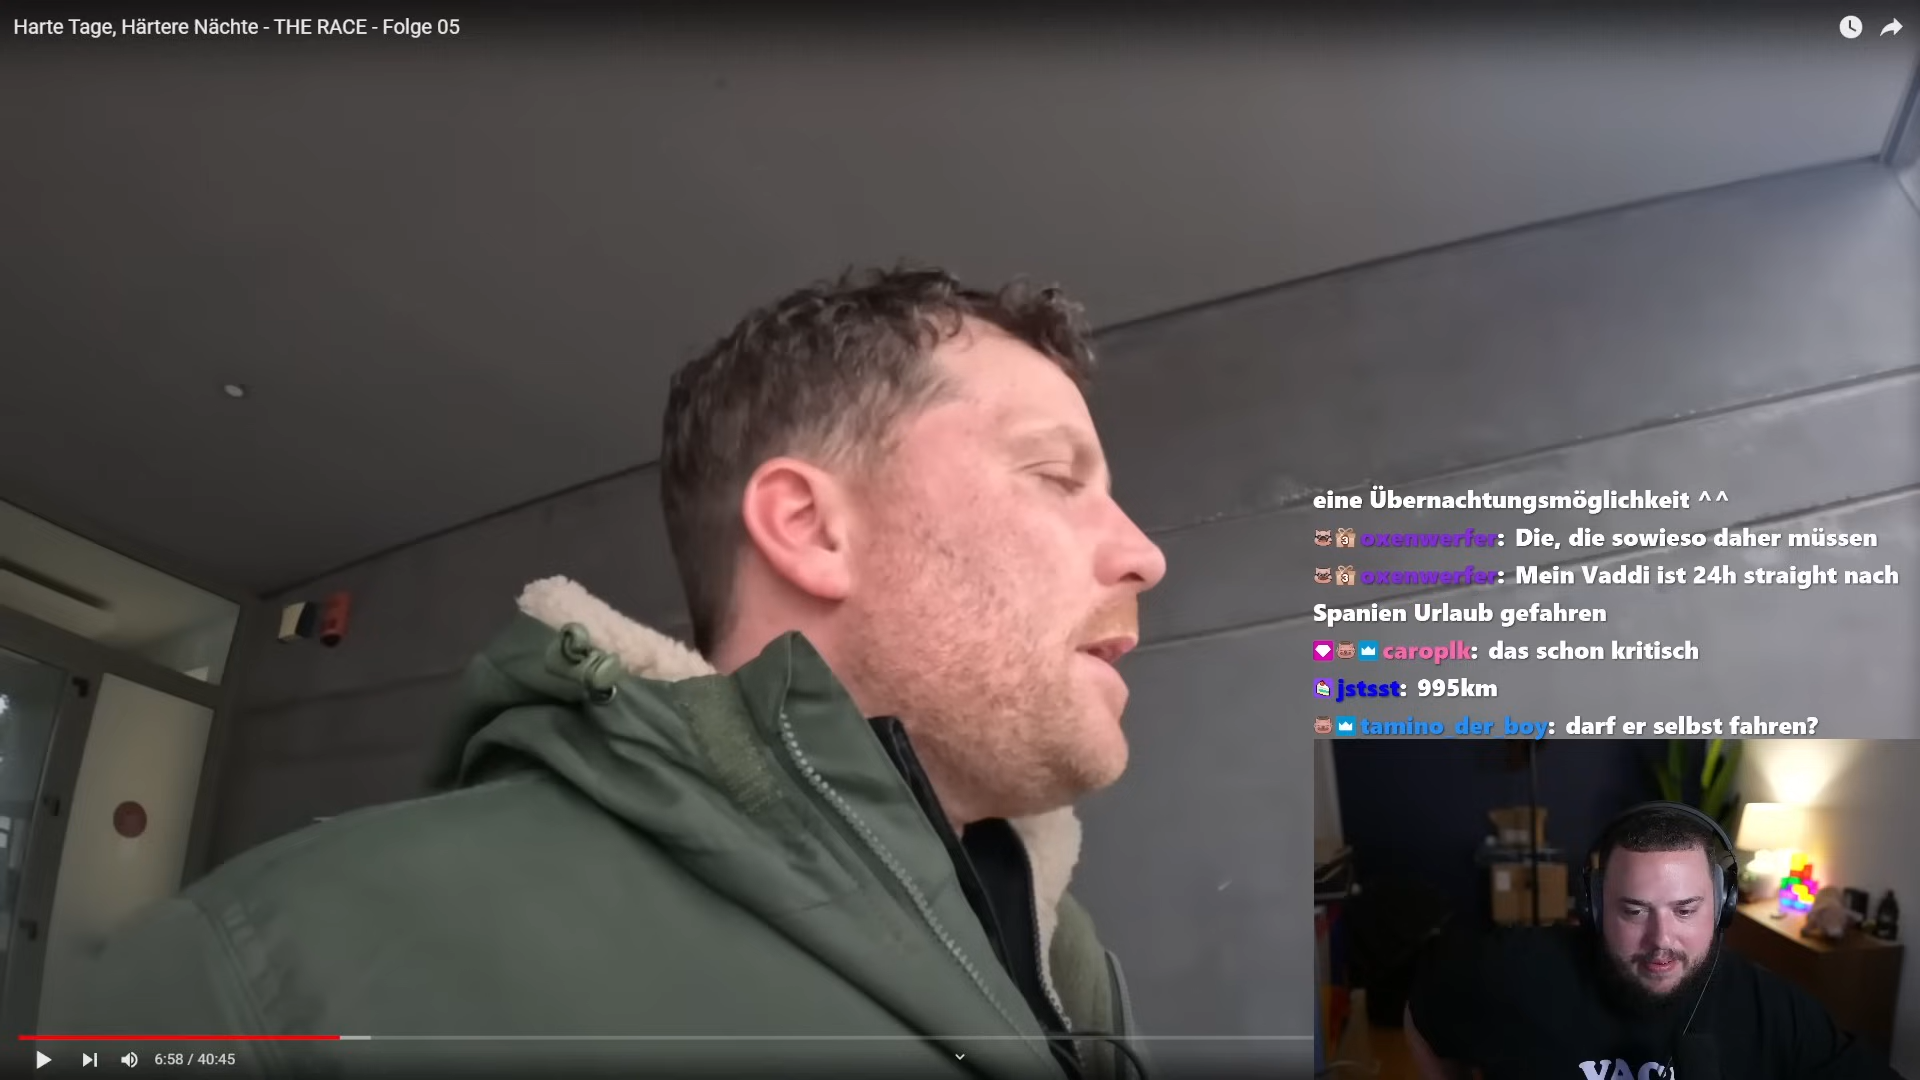 Harte Tage, Härtere Nächte - THE RACE - Folge 05
eine Übernachtungsmöglichkeit ^^
oxenwerfer: Die, die sowieso daher müssen
oxenwerfer: Mein Vaddi ist 24h straight nach
Spanien Urlaub gefahren
caroplk: das schon kritisch
jstsst: 995km
tamino_der_boy: darf er selbst fahren?
6:58 / 40:45